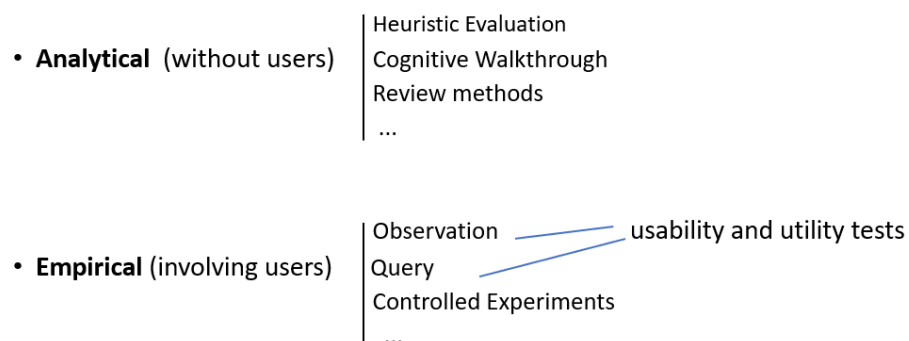 Heuristic Evaluation
• Analytical (without users)
Cognitive Walkthrough
Review methods
...
Observation
usability and utility tests
• Empirical (involving users)
Query
Controlled Experiments
...